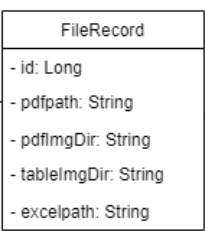 FileRecord
- id: Long
- pdfpath: String
- pdfImgDir: String
- tableImgDir: String
- excelpath: String